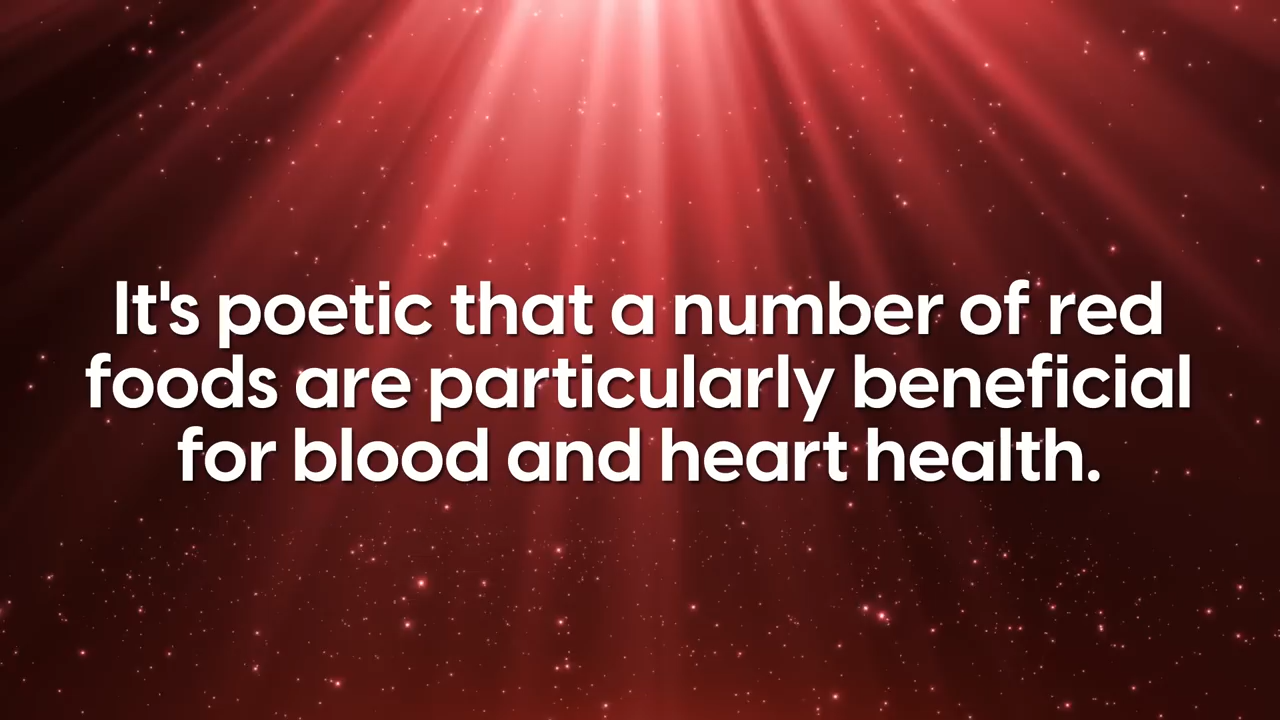 It's poetic that a number of red
foods are particularly beneficial
for blood and heart health.